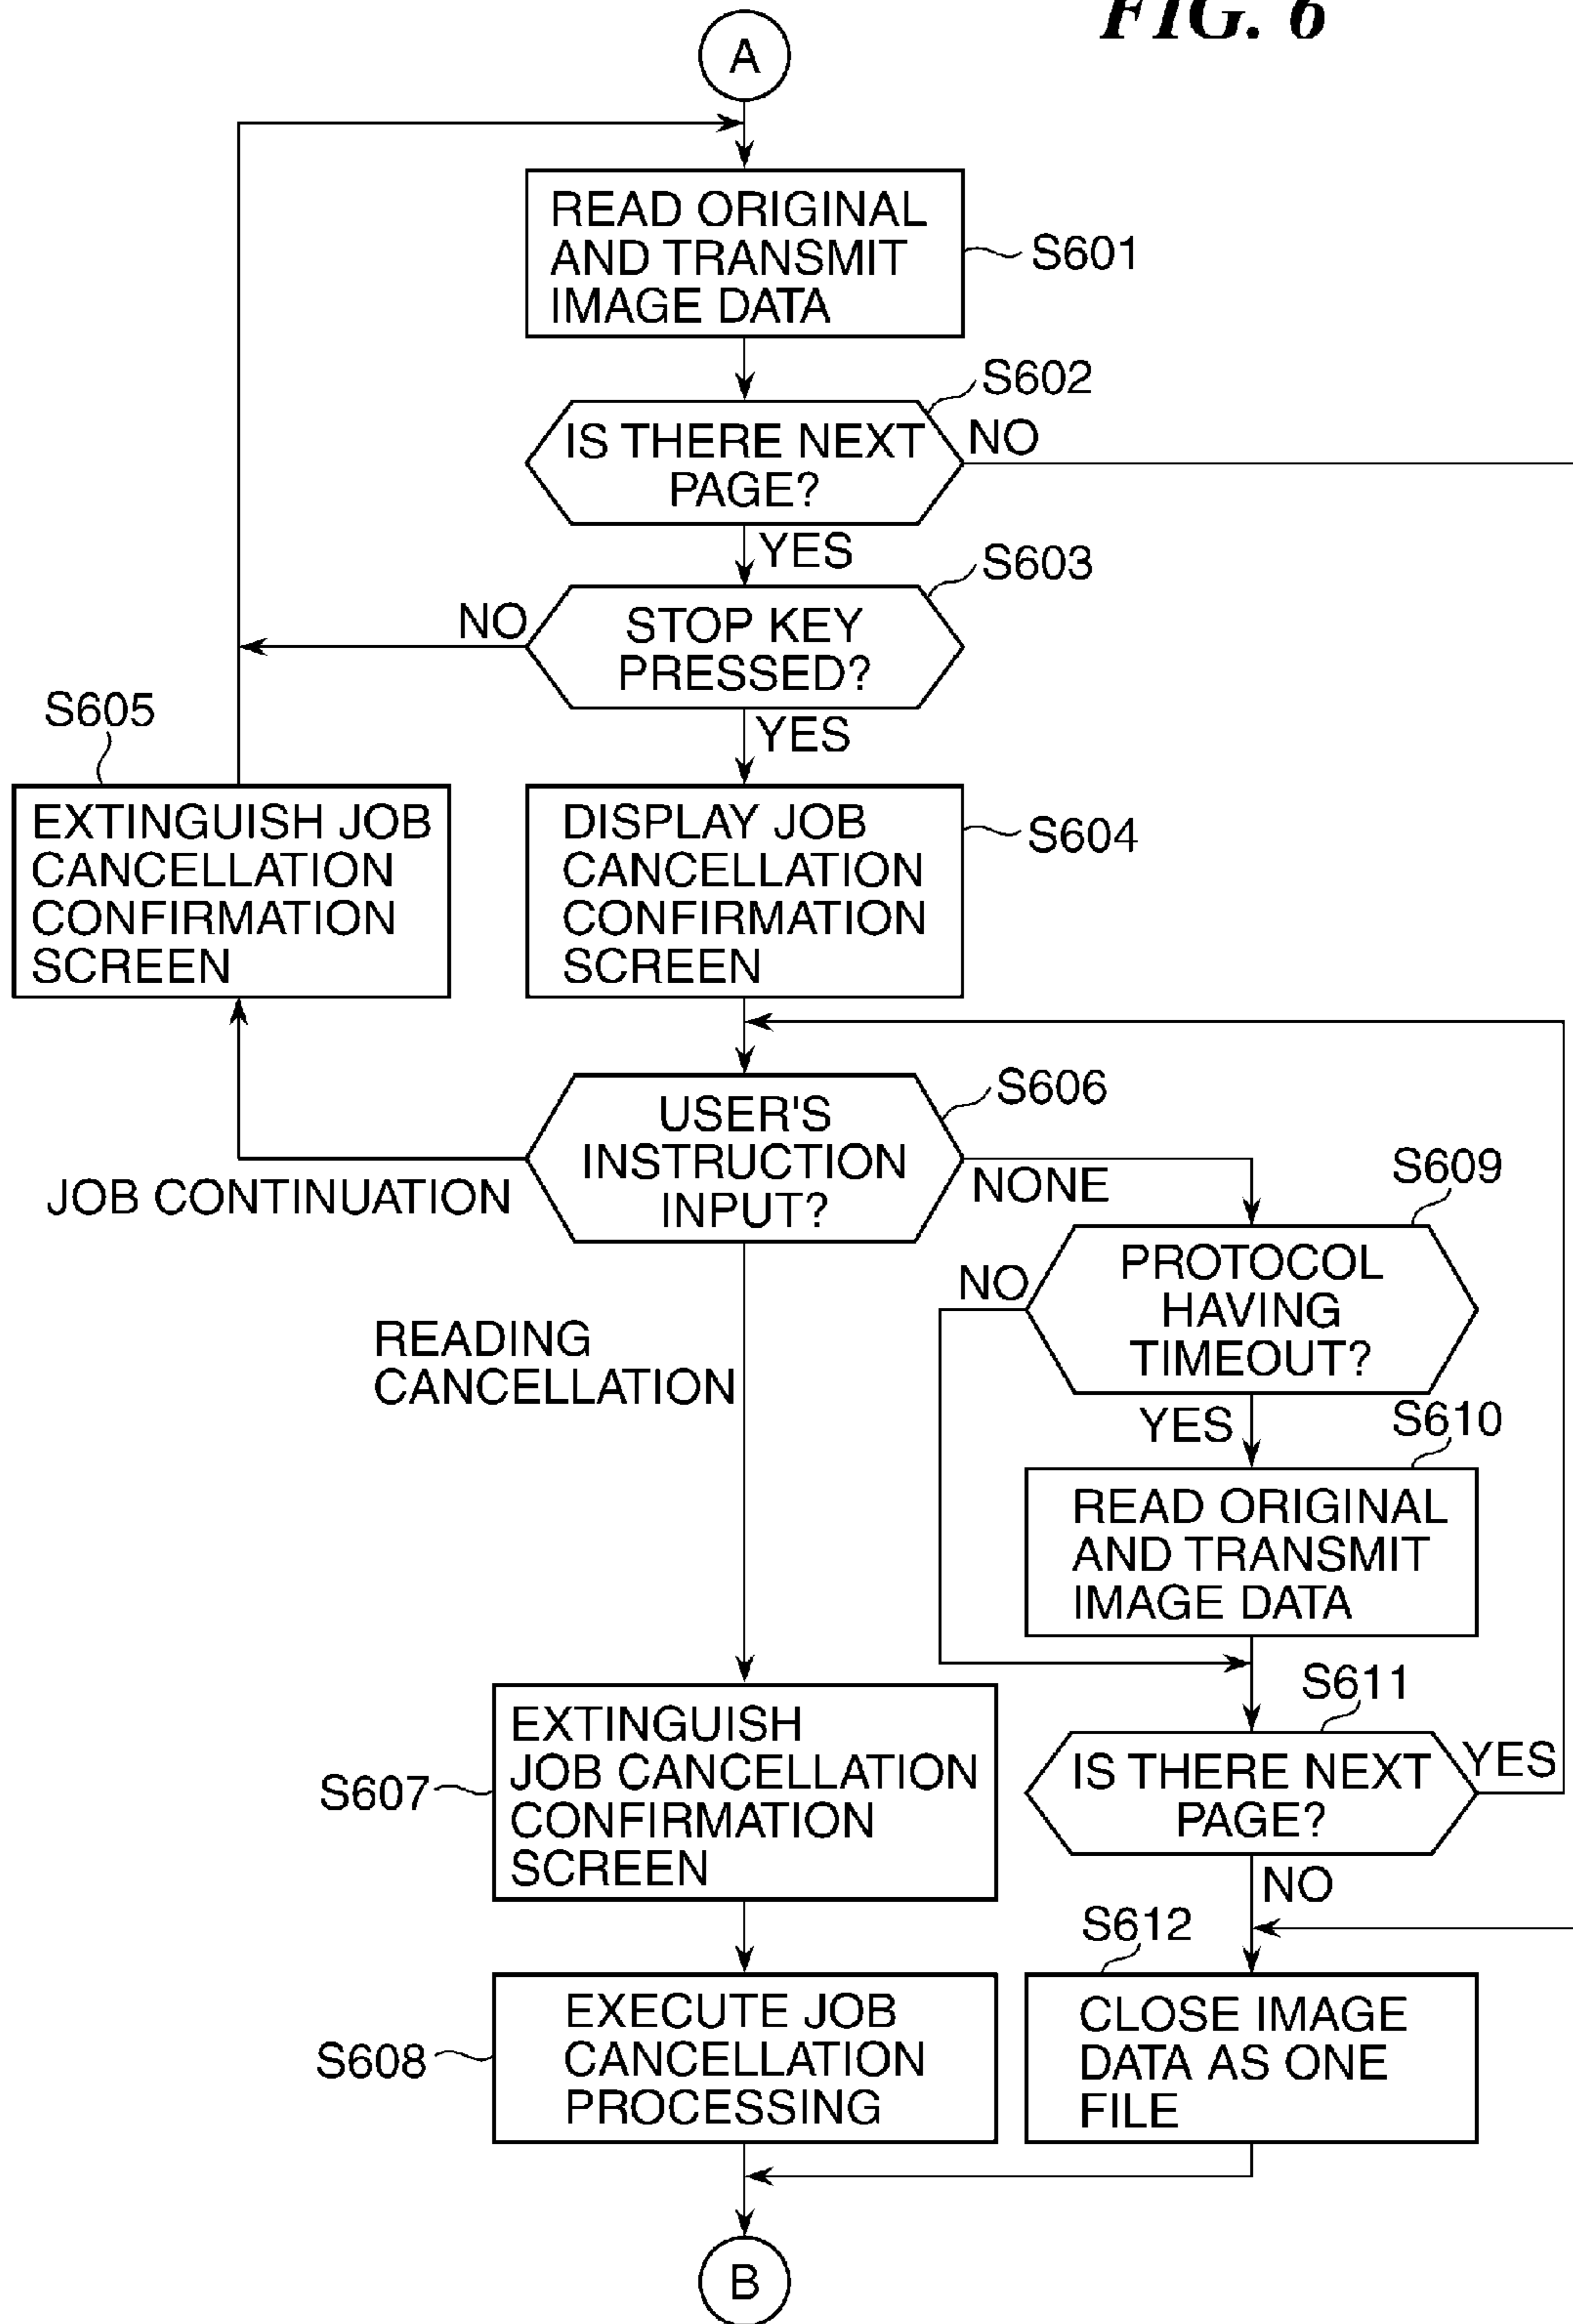 FIG. 6
A
READ ORIGINAL
AND TRANSMIT
IMAGE DATA
S601
S602
IS THERE NEXT
PAGE?
NO
YES
S603
STOP KEY
PRESSED?
NO
YES
S605
EXTINGUISH JOB
CANCELLATION
CONFIRMATION
SCREEN
DISPLAY JOB
CANCELLATION
CONFIRMATION
SCREEN
S604
S606
USER'S
INSTRUCTION
INPUT?
JOB CONTINUATION
NONE
S609
PROTOCOL
HAVING
TIMEOUT?
NO
READING
CANCELLATION
YES
S610
READ ORIGINAL
AND TRANSMIT
IMAGE DATA
S611
IS THERE NEXT
PAGE?
YES
NO
S607
EXTINGUISH
JOB CANCELLATION
CONFIRMATION
SCREEN
S612
CLOSE IMAGE
DATA AS ONE
FILE
S608
EXECUTE JOB
CANCELLATION
PROCESSING
B